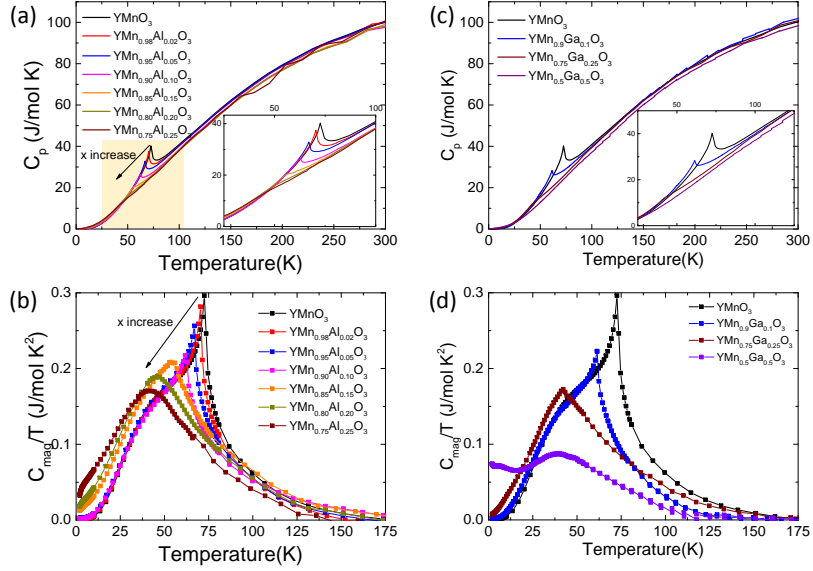 (a)
C_p (J/mol K)
100
80
60
40
20
0
YMnO₃
YMn₀.₉₈Al₀.₀₂O₃
YMn₀.₉₅Al₀.₀₅O₃
YMn₀.₉₀Al₀.₁₀O₃
YMn₀.₈₅Al₀.₁₅O₃
YMn₀.₈₀Al₀.₂₀O₃
YMn₀.₇₅Al₀.₂₅O₃
x increase
50 100
40
20
0 25 50 75 100 125 150 175 200 225 250 275 300
Temperature(K)
(c)
C_p (J/mol K)
100
80
60
40
20
0
YMnO₃
YMn₀.₉Ga₀.₁O₃
YMn₀.₇₅Ga₀.₂₅O₃
YMn₀.₅Ga₀.₅O₃
50 100
40
20
0 50 100 150 200 250 300
Temperature(K)
(b)
C_mag/T (J/mol K²)
0.3
0.2
0.1
0.0
x increase
YMnO₃
YMn₀.₉₈Al₀.₀₂O₃
YMn₀.₉₅Al₀.₀₅O₃
YMn₀.₉₀Al₀.₁₀O₃
YMn₀.₈₅Al₀.₁₅O₃
YMn₀.₈₀Al₀.₂₀O₃
YMn₀.₇₅Al₀.₂₅O₃
0 25 50 75 100 125 150 175
Temperature(K)
(d)
C_mag/T (J/mol K²)
0.3
0.2
0.1
0.0
YMnO₃
YMn₀.₉Ga₀.₁O₃
YMn₀.₇₅Ga₀.₂₅O₃
YMn₀.₅Ga₀.₅O₃
0 25 50 75 100 125 150 175
Temperature(K)